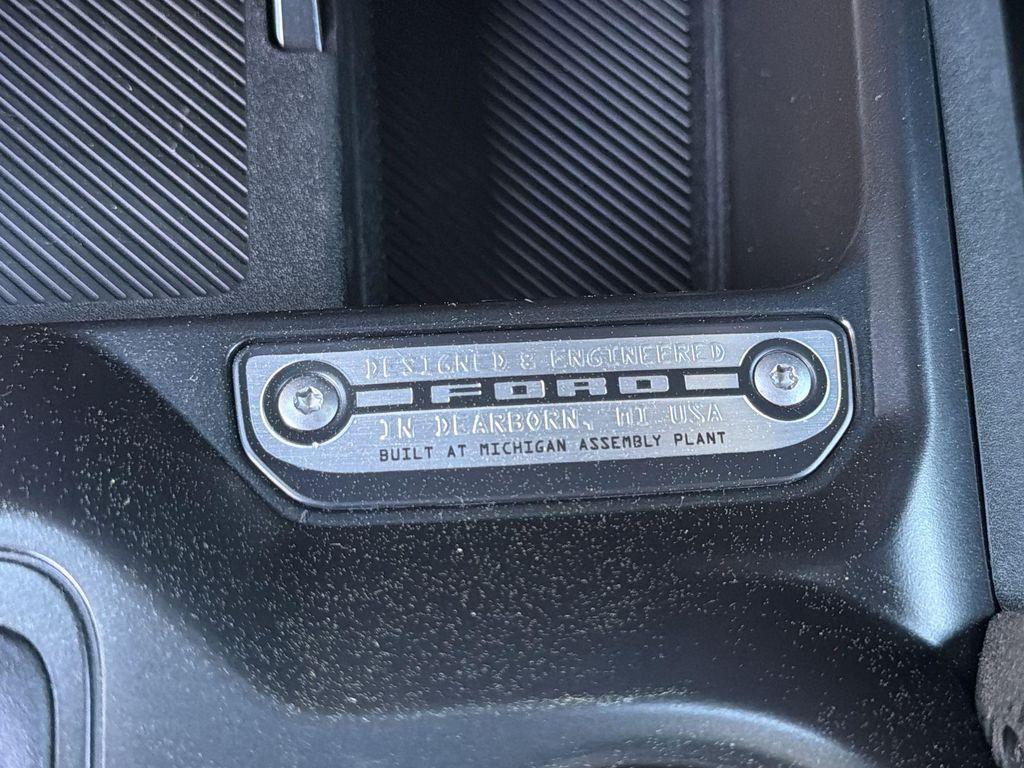 DESIGNED & ENGINEERED
FORD
IN DEARBORN, MI USA
BUILT AT MICHIGAN ASSEMBLY PLANT